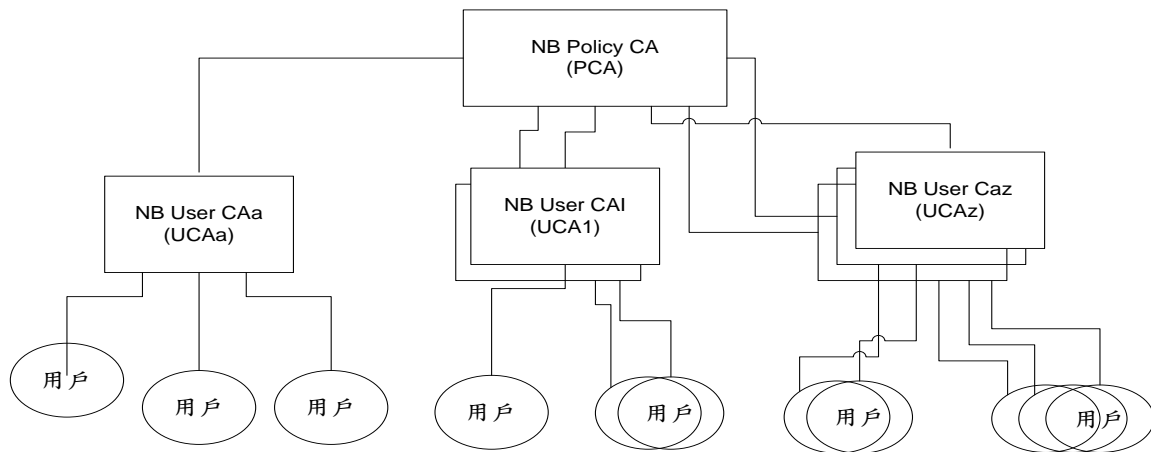 NB Policy CA
(PCA)
NB User CAa
(UCAa)
NB User CAI
(UCA1)
NB User Caz
(UCAz)
用戶
用戶
用戶
用戶
用戶
用戶
用戶